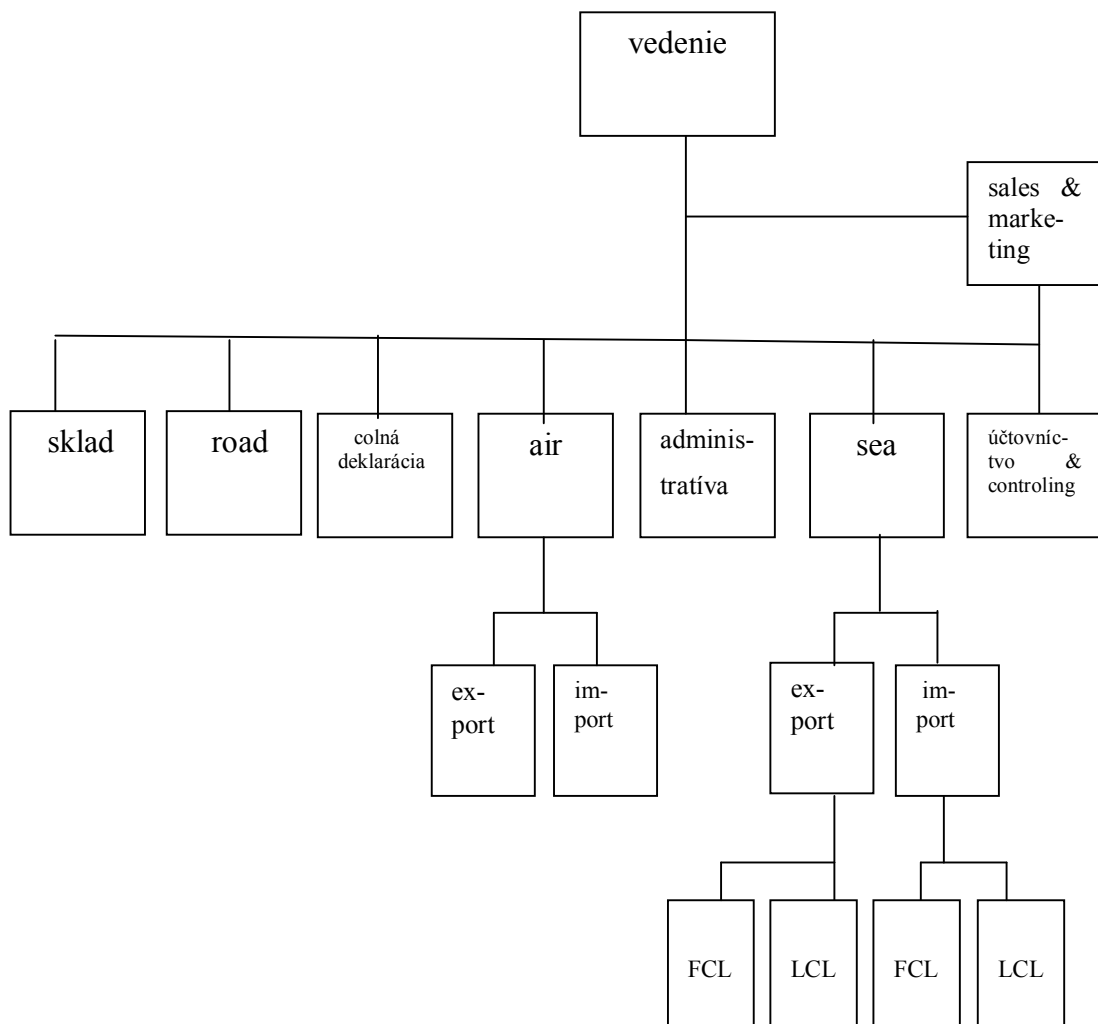 vedenie
sales & 
marke-
ting
sklad
road
colná
deklarácia
air
adminis-
tratíva
sea
účtovníc-
tvo &
controling
ex-
port
im-
port
ex-
port
im-
port
FCL
LCL
FCL
LCL